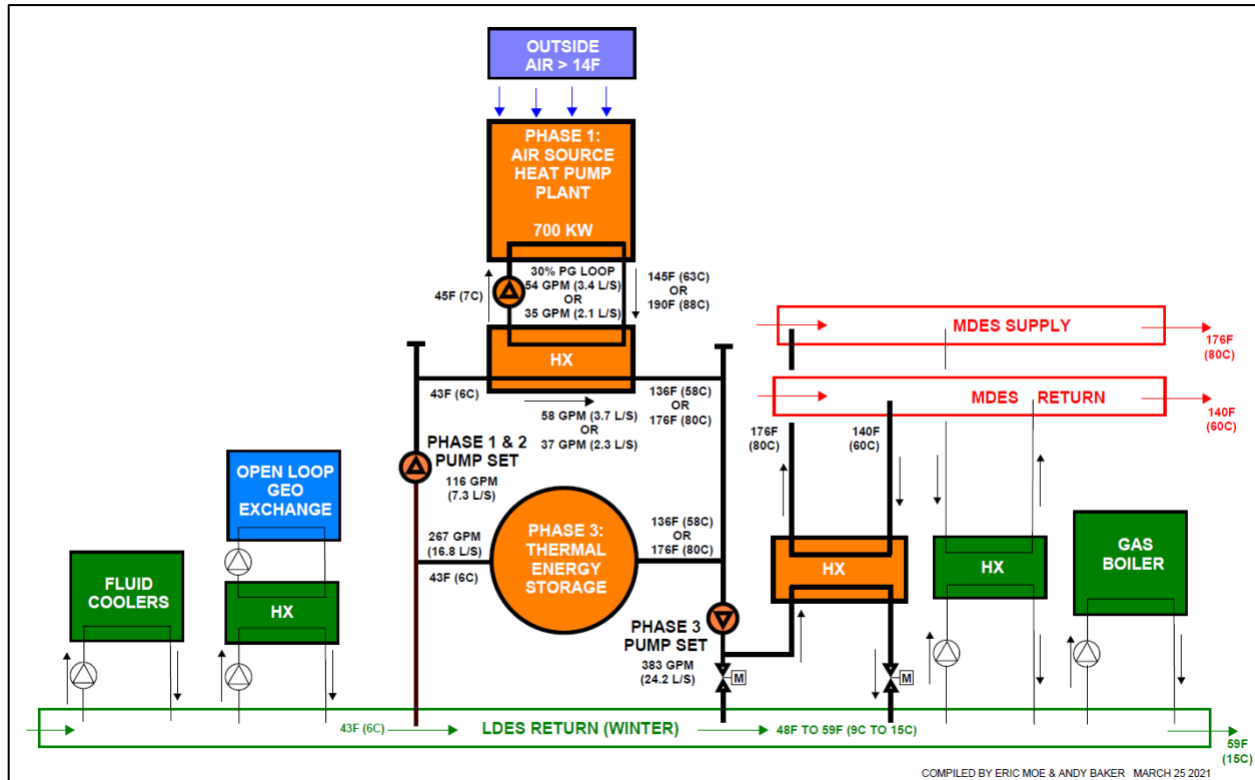 OUTSIDE
AIR > 14F
PHASE 1:
AIR SOURCE
HEAT PUMP
PLANT
700 KW
30% PG LOOP
54 GPM (3.4 L/S)
OR
35 GPM (2.1 L/S)
45F (7C)
145F (63C)
OR
190F (88C)
HX
43F (6C)
58 GPM (3.7 L/S)
OR
37 GPM (2.3 L/S)
136F (58C)
OR
176F (80C)
MDES SUPPLY
176F
(80C)
MDES RETURN
140F
(60C)
176F
(80C)
140F
(60C)
PHASE 1 & 2
PUMP SET
116 GPM
(7.3 L/S)
OPEN LOOP
GEO
EXCHANGE
267 GPM
(16.8 L/S)
43F (6C)
PHASE 3:
THERMAL
ENERGY
STORAGE
136F (58C)
OR
176F (80C)
FLUID
COOLERS
HX
HX
HX
GAS
BOILER
PHASE 3
PUMP SET
383 GPM
(24.2 L/S)
M
M
43F (6C)
LDES RETURN (WINTER)
48F TO 59F (9C TO 15C)
59F
(15C)
COMPILED BY ERIC MOE & ANDY BAKER MARCH 25 2021